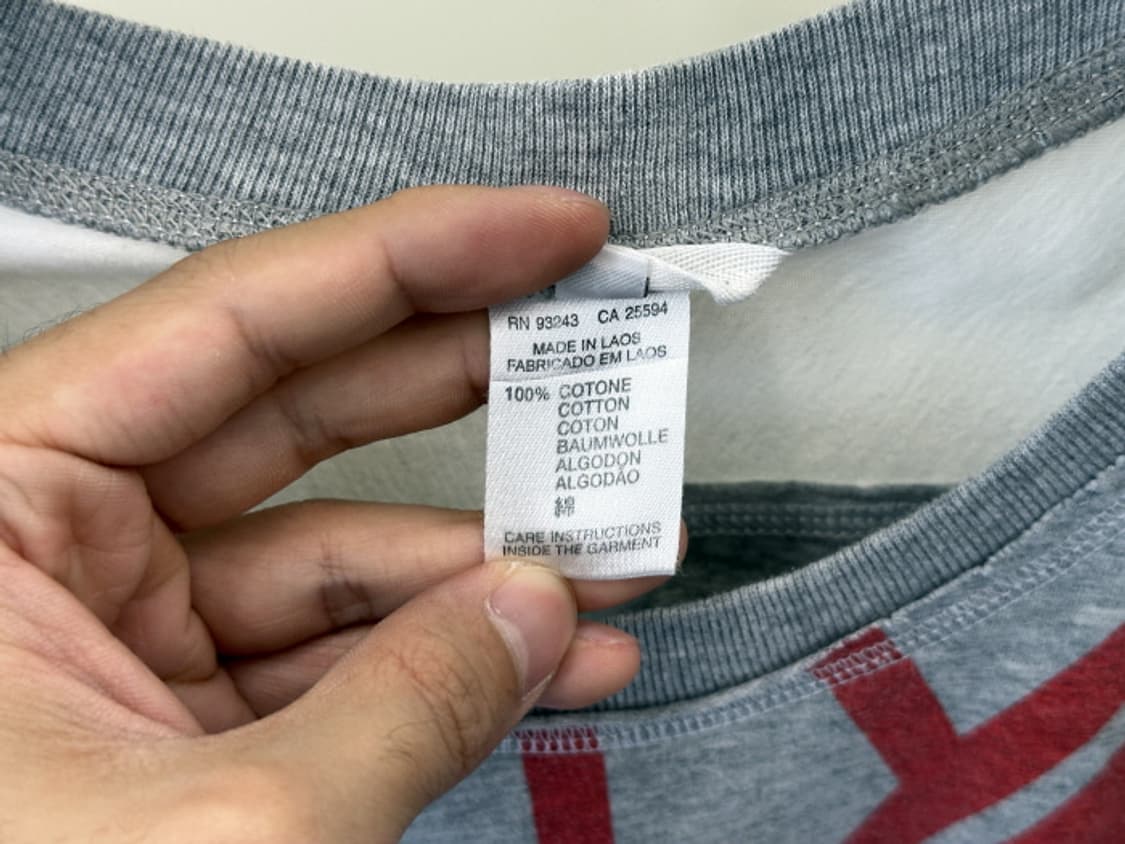 RN 93243 CA 25594
MADE IN LAOS
FABRICADO EM LAOS
100% COTONE
COTTON
COTON
BAUMWOLLE
ALGODON
ALGODÃO
CARE INSTRUCTIONS
INSIDE THE GARMENT